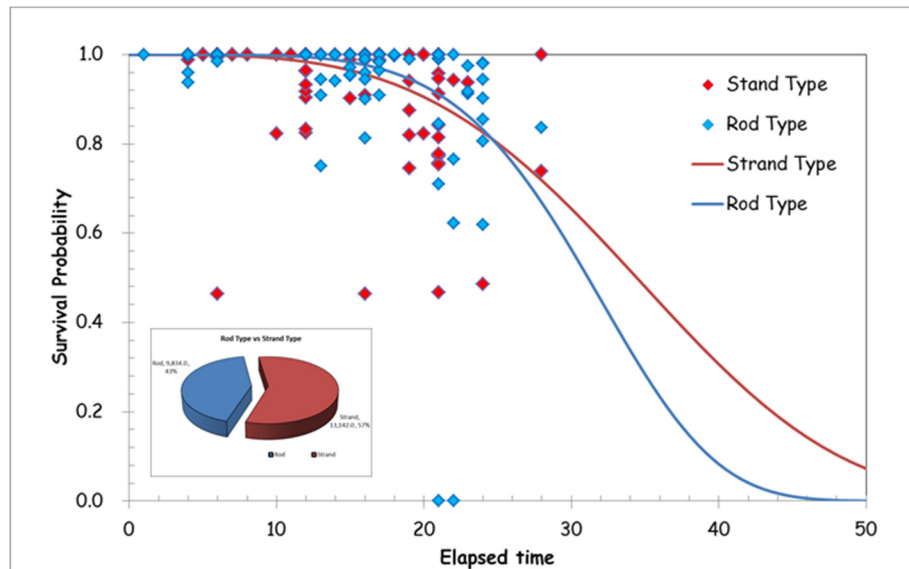 1.0
0.8
0.6
0.4
0.2
0.0
Survival Probability
0
10
20
30
40
50
Elapsed time
Stand Type
Rod Type
Strand Type
Rod Type
Rod Type vs Strand Type
Rod, 9,834.0,
43%
Strand,
13,142.0, 57%
Rod
Strand